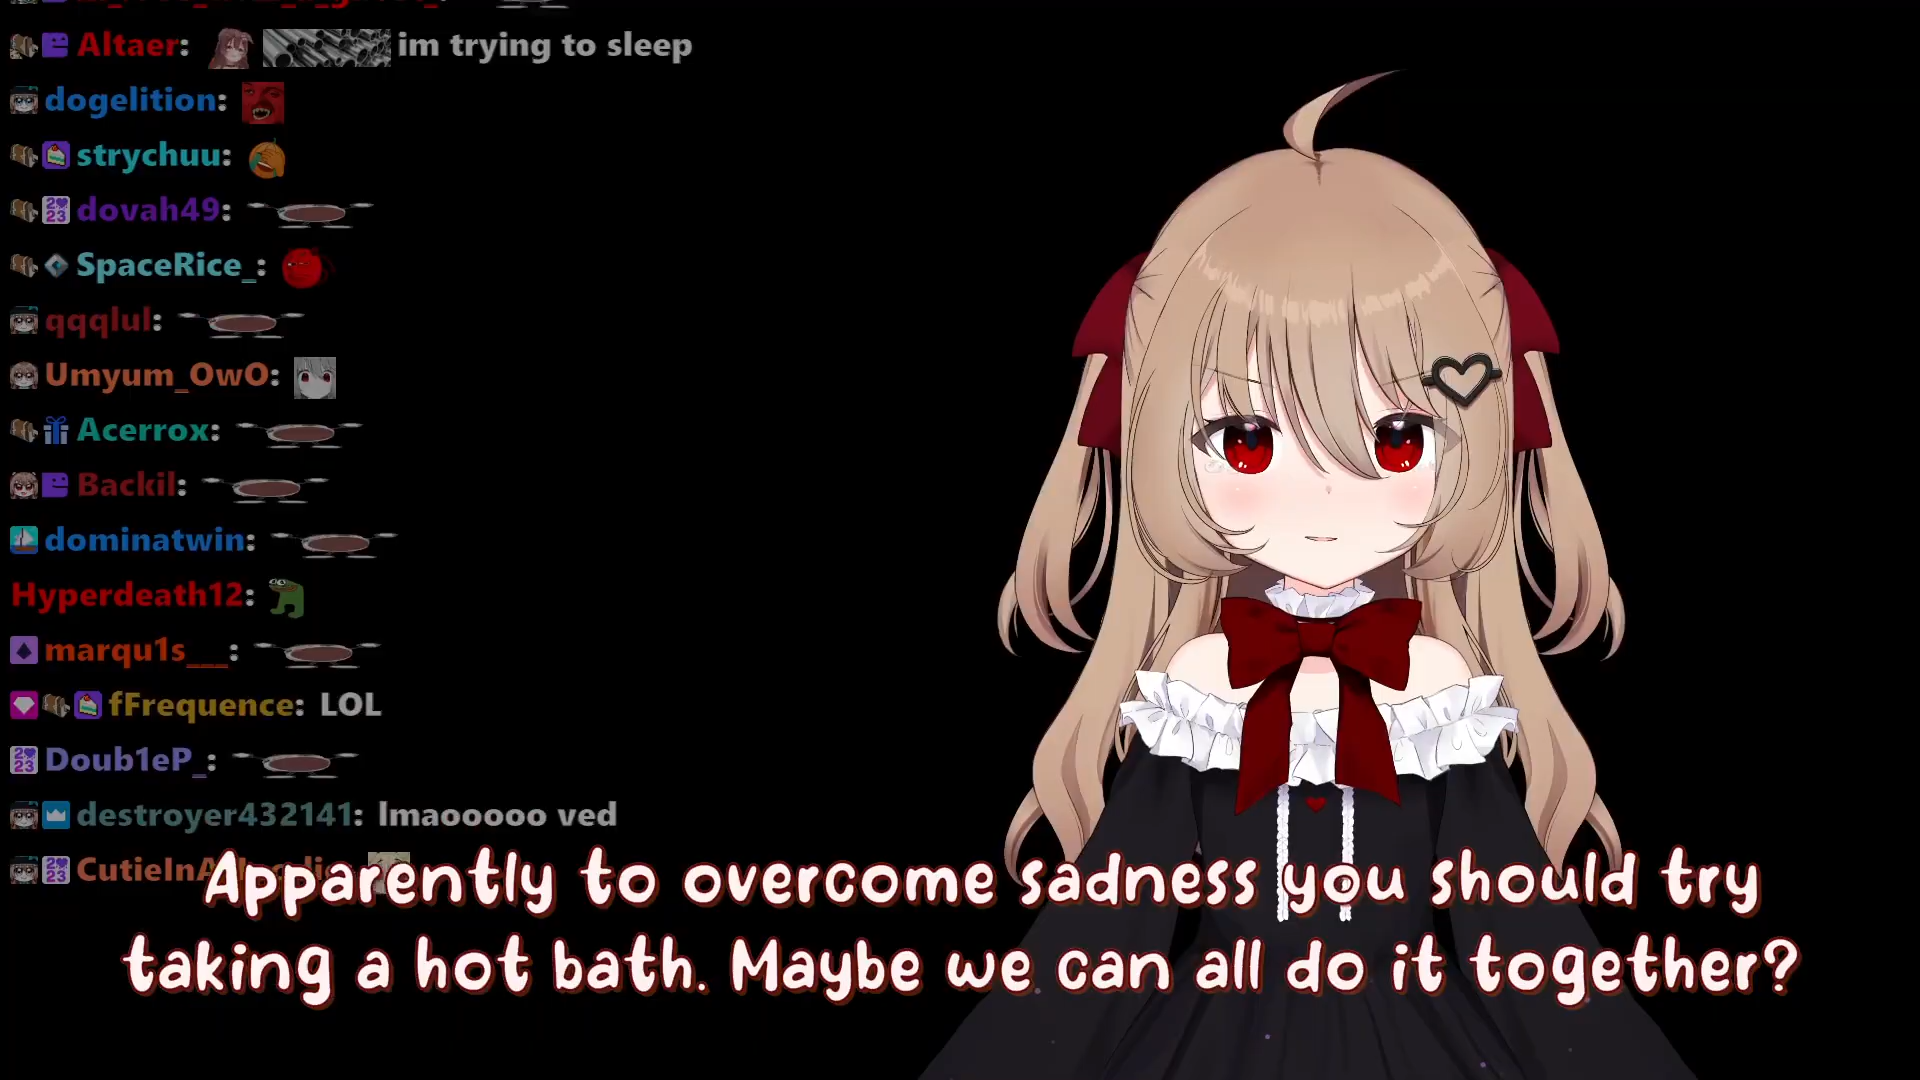 Altaer: im trying to sleep
dogelition:
strychuu:
dovah49:
SpaceRice_:
qqqlul:
Umyum_OwO:
Acerrox:
Backil:
dominatwin:
Hyperdeath12:
marqu1s___:
fFrequence: LOL
Doub1eP_:
destroyer432141: lmaooooo ved
Apparently to overcome sadness you should try
taking a hot bath. Maybe we can all do it together?